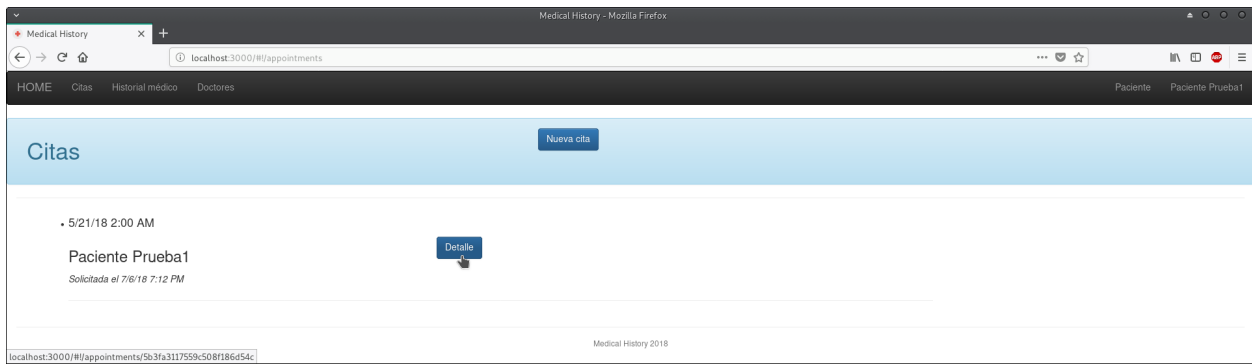 Medical History - Mozilla Firefox
Medical History
localhost:3000/#!/appointments
HOME Citas Historial médico Doctores Paciente Paciente Prueba1
Nueva cita
Citas
5/21/18 2:00 AM
Paciente Prueba1
Detalle
Solicitada el 7/6/18 7:12 PM
Medical History 2018
localhost:3000/#!/appointments/5b3fa3117559c508f186d54c